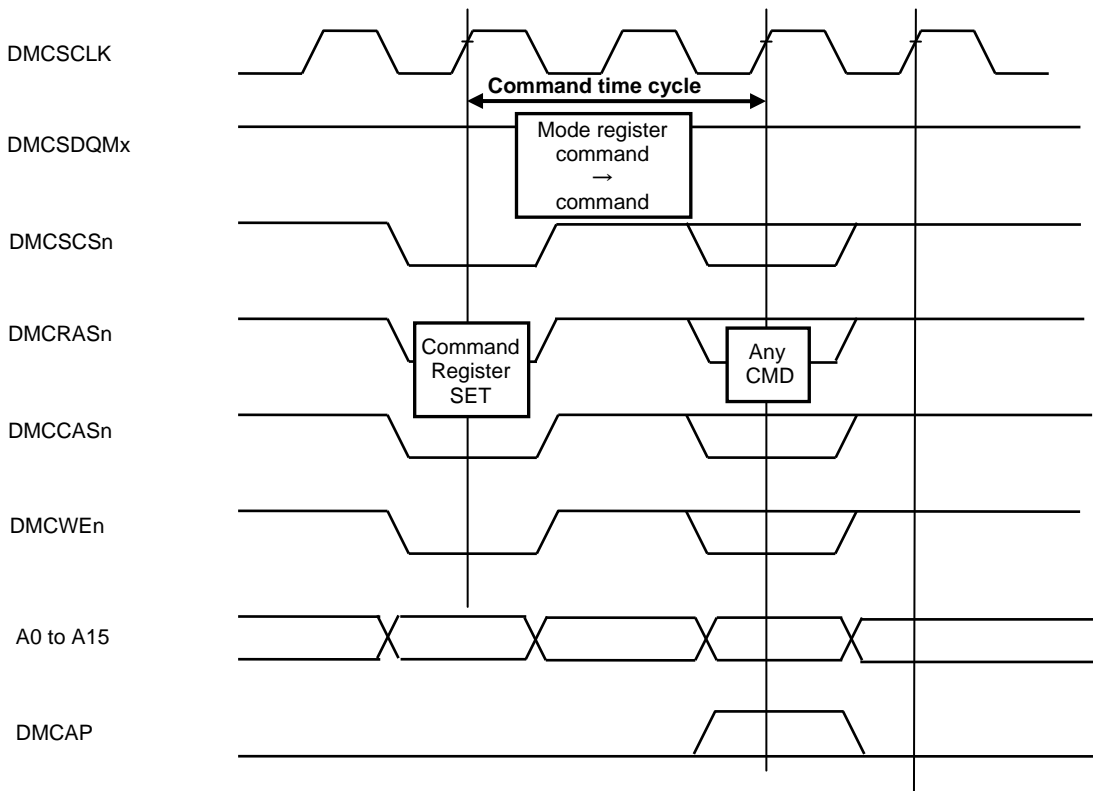 DMCSCLK
Command time cycle
DMCSDQMx
Mode register
command
→
command
DMCSCSn
DMCRASn
Command
Register
SET
Any
CMD
DMCCASn
DMCWEn
A0 to A15
DMCAP